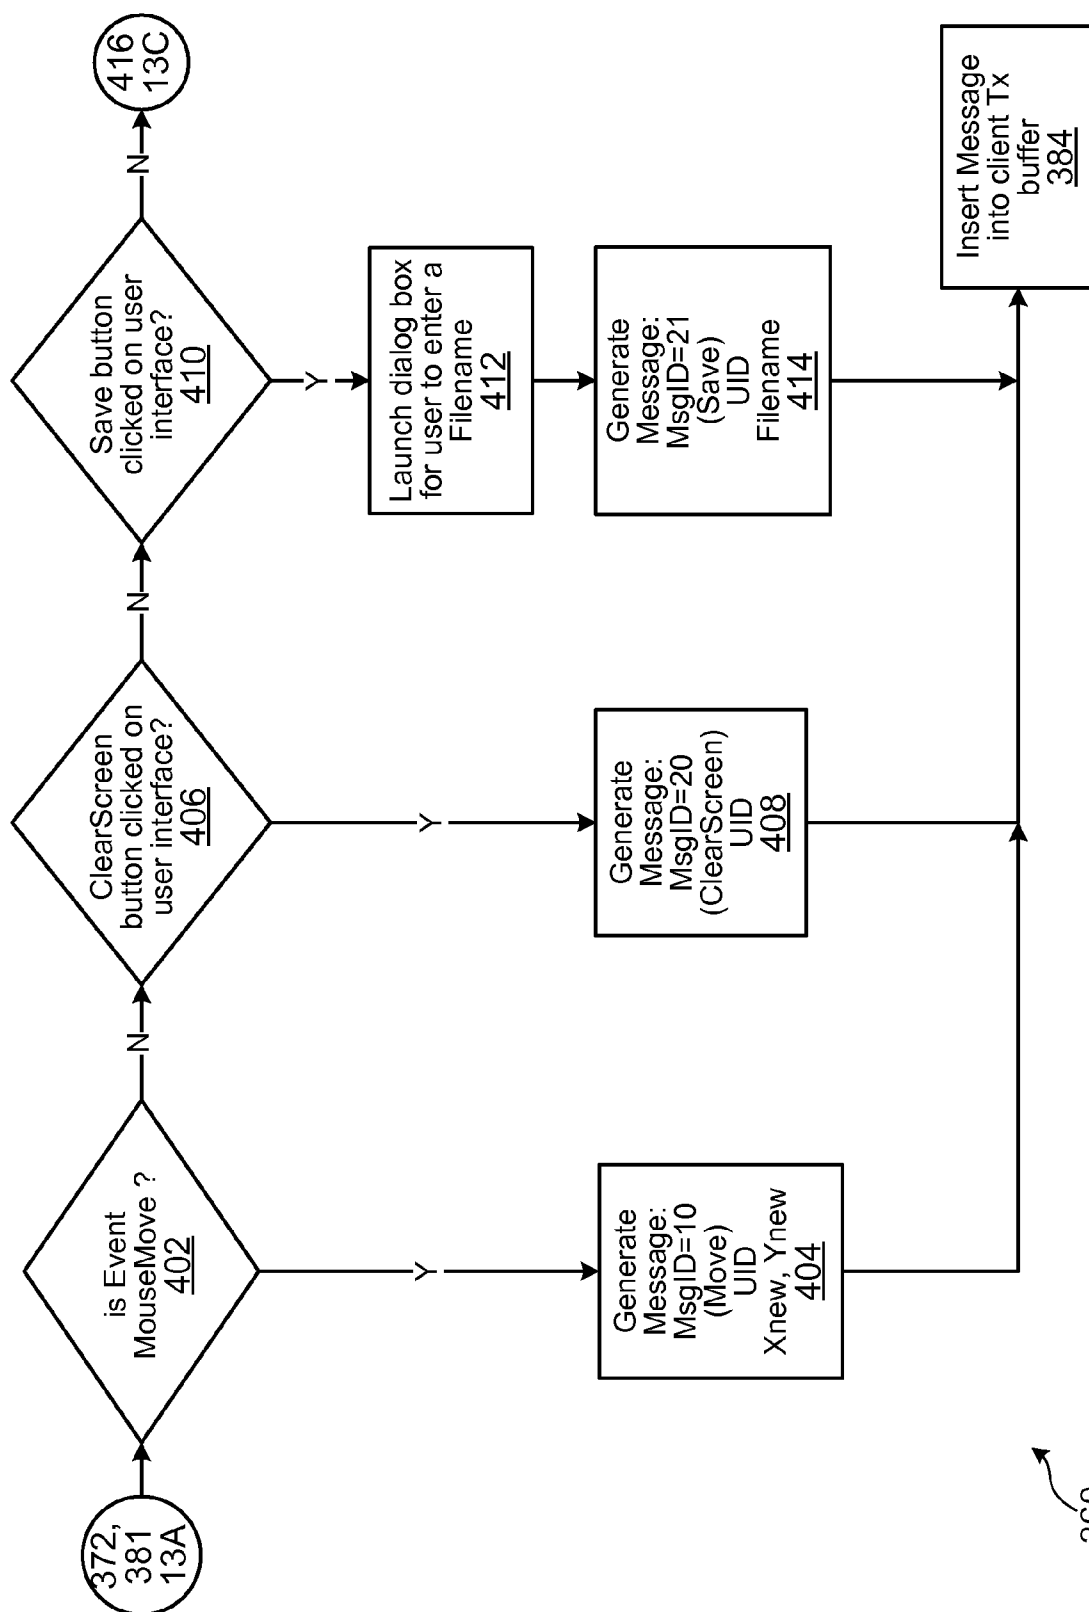 372,
381
13A
is Event
MouseMove ?
402
N
Y
Generate
Message:
MsgID=10
(Move)
UID
Xnew, Ynew
404
ClearScreen
button clicked on
user interface?
406
N
Y
Generate
Message:
MsgID=20
(ClearScreen)
UID
408
Save button
clicked on user
interface?
410
N
Y
Launch dialog box
for user to enter a
Filename
412
Generate
Message:
MsgID=21
(Save)
UID
Filename
414
416
13C
Insert Message
into client Tx
buffer
384